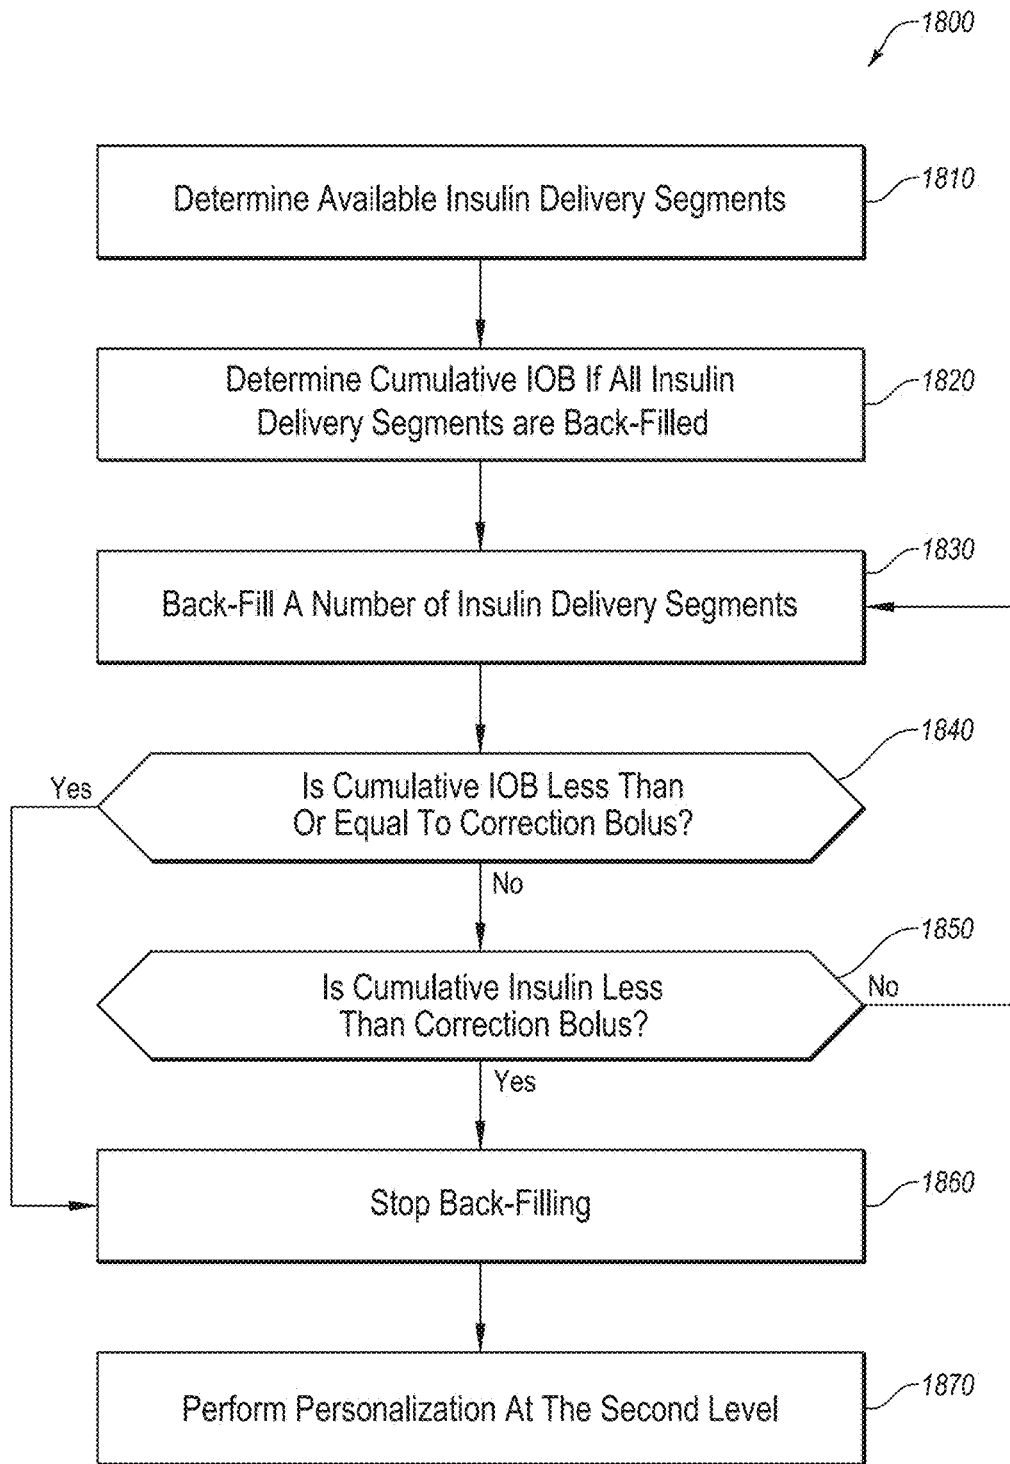 1800
Determine Available Insulin Delivery Segments
1810
Determine Cumulative IOB If All Insulin
Delivery Segments are Back-Filled
1820
Back-Fill A Number of Insulin Delivery Segments
1830
Is Cumulative IOB Less Than
Or Equal To Correction Bolus?
1840
Yes
No
Is Cumulative Insulin Less
Than Correction Bolus?
1850
No
Yes
Stop Back-Filling
1860
Perform Personalization At The Second Level
1870